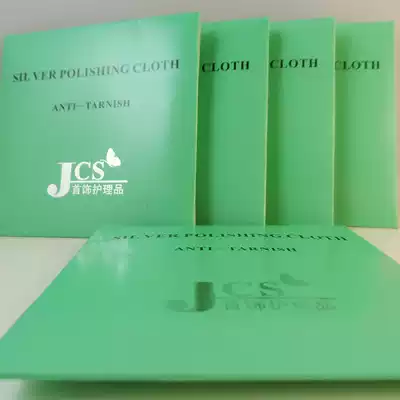 SILVER POLISHING CLOTH
ANTI-TARNISH
JCS
首饰护理品
CLOTH
CLOTH
CLOTH
SILVER POLISHING CLOTH
ANTI-TARNISH
JCS
首饰护理品